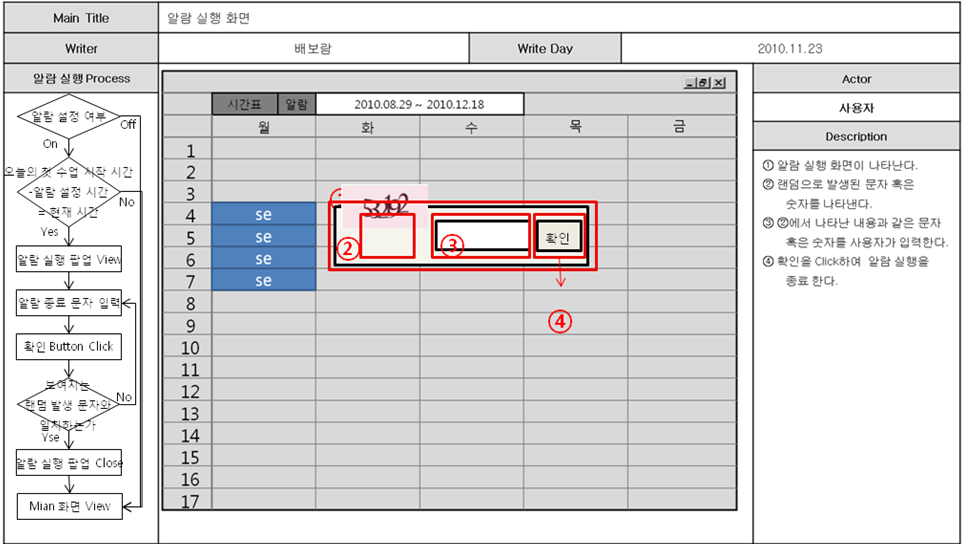 Main Title
알람 실행 화면
Writer
배보람
Write Day
2010.11.23
알람 실행 Process
알람 설정 여부
Off
On
오늘의 첫 수업 시작 시간
-알람 설정 시간
= 현재 시간
No
Yes
알람 실행 팝업 View
알람 종료 문자 입력
확인 Button Click
보여지는
랜덤 발생 문자와
일치하는가
No
Yse
알람 실행 팝업 Close
Mian 화면 View
시간표
알람
2010.08.29 ~ 2010.12.18
월
화
수
목
금
1
2
3
4
se
5
se
6
se
7
se
8
9
10
11
12
13
14
15
16
17
②
③
확인
④
Actor
사용자
Description
① 알람 실행 화면이 나타난다.
② 랜덤으로 발생된 문자 혹은
숫자를 나타낸다.
③ ②에서 나타난 내용과 같은 문자
혹은 숫자를 사용자가 입력한다.
④ 확인을 Click하여 알람 실행을
종료 한다.